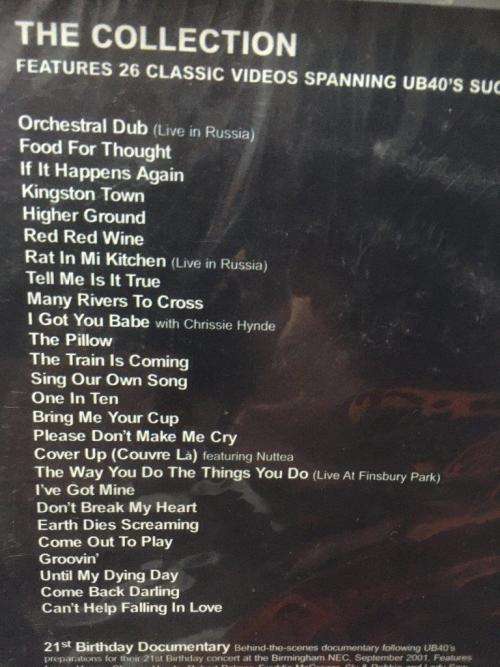 THE COLLECTION
FEATURES 26 CLASSIC VIDEOS SPANNING UB40'S
Orchestral Dub (Live in Russia)
Food For Thought
If It Happens Again
Kingston Town
Higher Ground
Red Red Wine
Rat In Mi Kitchen (Live in Russia)
Tell Me Is It True
Many Rivers To Cross
I Got You Babe with Chrissie Hynde
The Pillow
The Train Is Coming
Sing Our Own Song
One In Ten
Bring Me Your Cup
Please Don't Make Me Cry
Cover Up (Couvre Là) featuring Nuttea
The Way You Do The Things You Do (Live At Finsbury Park)
I've Got Mine
Don't Break My Heart
Earth Dies Screaming
Come Out To Play
Groovin'
Until My Dying Day
Come Back Darling
Can't Help Falling In Love
21st Birthday Documentary Behind-the-scenes documentary following UB40's
preparations for their 21st Birthday concert at the Birmingham NEC, September 2001. Features